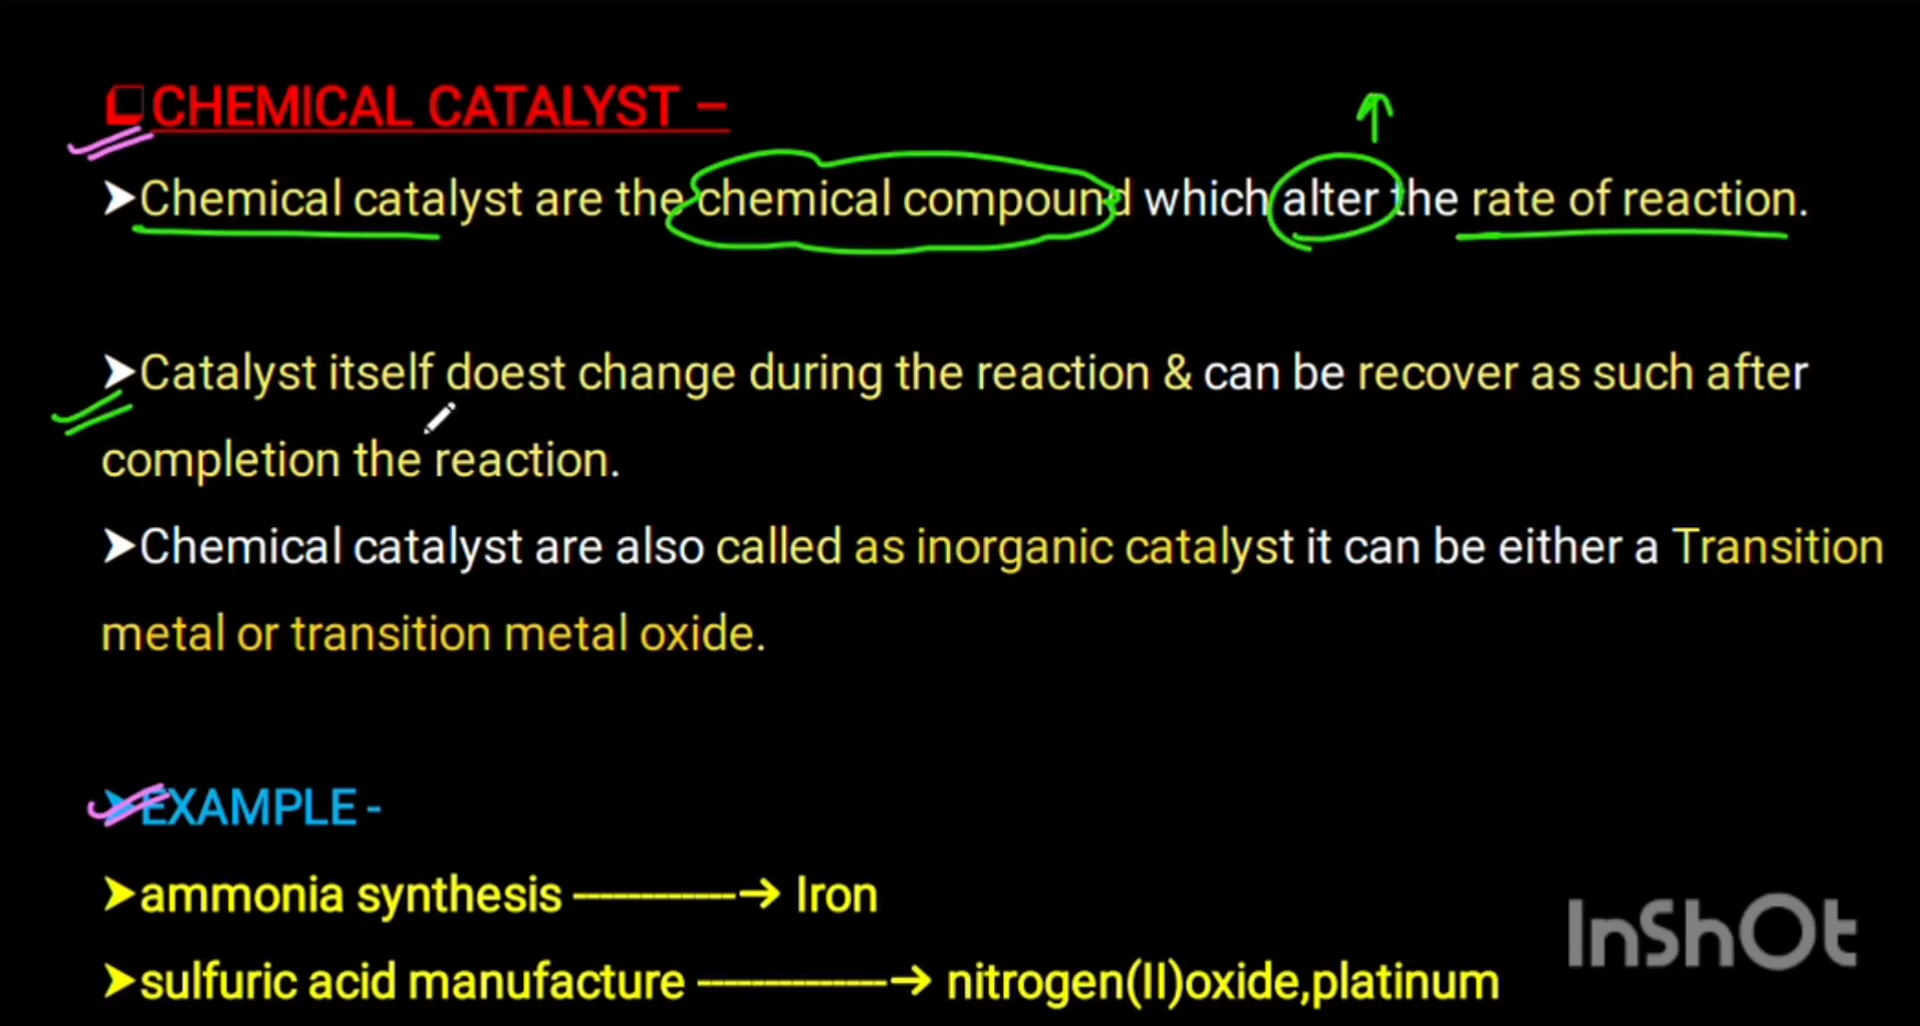 ❑CHEMICAL CATALYST –
➤Chemical catalyst are the chemical compound which alter the rate of reaction.
➤Catalyst itself doest change during the reaction & can be recover as such after
completion the reaction.
➤Chemical catalyst are also called as inorganic catalyst it can be either a Transition
metal or transition metal oxide.
➤EXAMPLE -
➤ammonia synthesis ------------→ Iron
➤sulfuric acid manufacture --------------→ nitrogen(II)oxide,platinum
InShOt